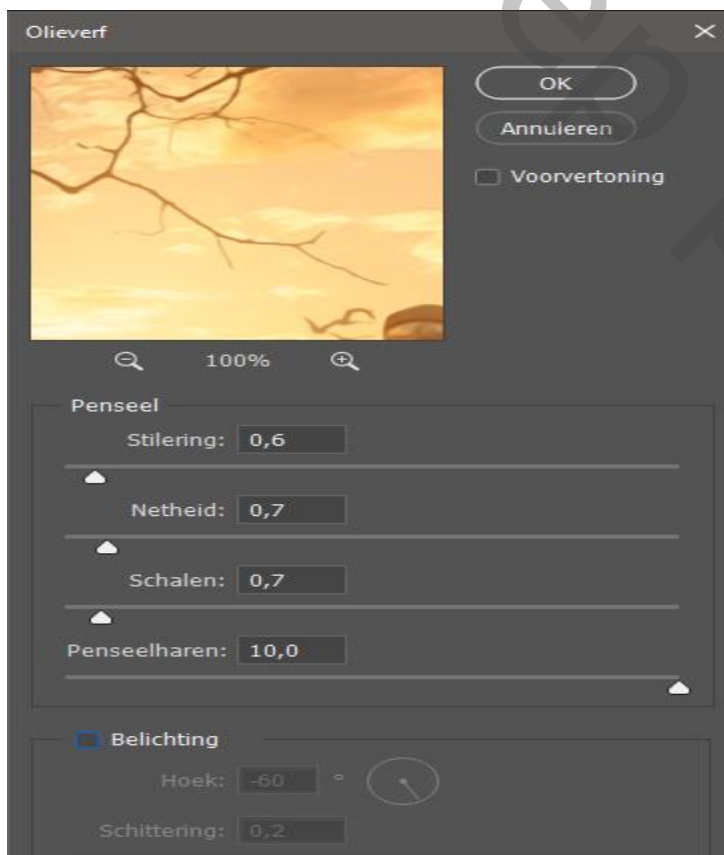 Olieverf
OK
Annuleren
Voorvertoning
100%
Penseel
Stilering: 0,6
Netheid: 0,7
Schalen: 0,7
Penseelharen: 10,0
Belichting
Hoek: -60 °
Schittering: 0,2